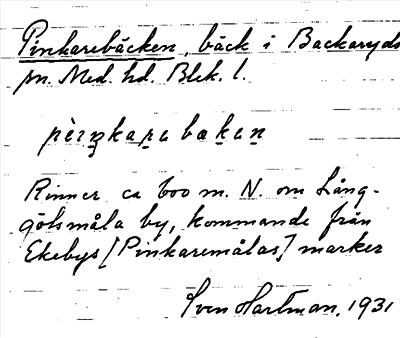 Pinkarebäcken, bäck i Backaryds
sn. Med. hd. Blek. l.
pèrŋkarabakan
Rinner ca 600 m. N. om Lång-
gölsmåla by, kommande från
Ekebys [Pinkaremålas] marker
Sven Hartman. 1931